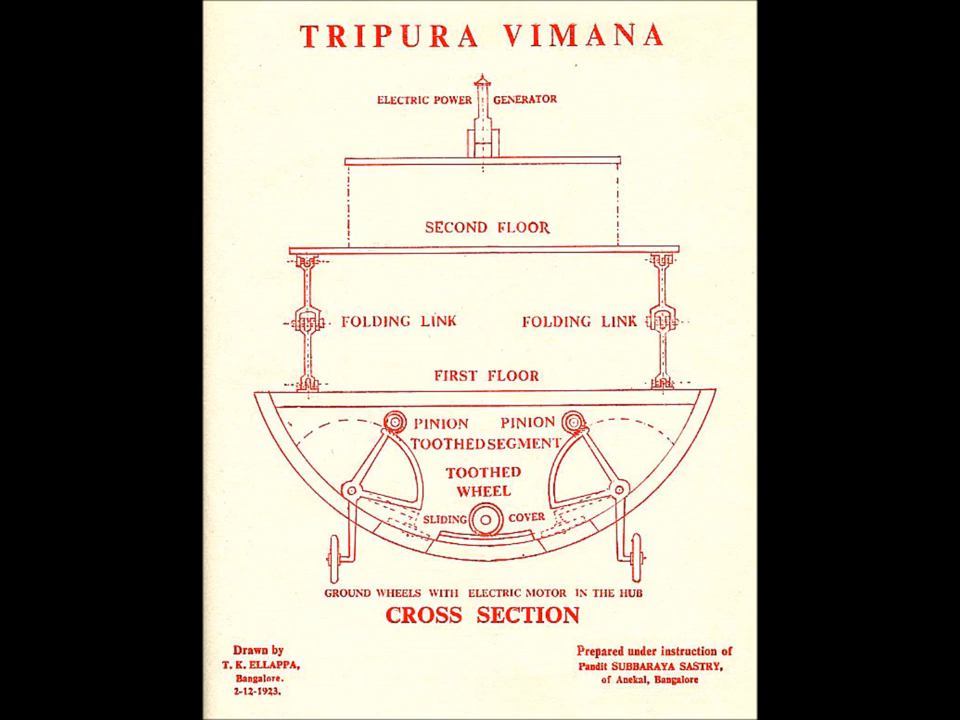 TRIPURA VIMANA
ELECTRIC POWER GENERATOR
SECOND FLOOR
FOLDING LINK FOLDING LINK
FIRST FLOOR
PINION PINION
TOOTHED SEGMENT
TOOTHED
WHEEL
SLIDING COVER
GROUND WHEELS WITH ELECTRIC MOTOR IN THE HUB
CROSS SECTION
Drawn by
T. K. ELLAPPA,
Bangalore.
2-12-1923.
Prepared under instruction of
Pandit SUBBARAYA SASTRY,
of Anekal, Bangalore